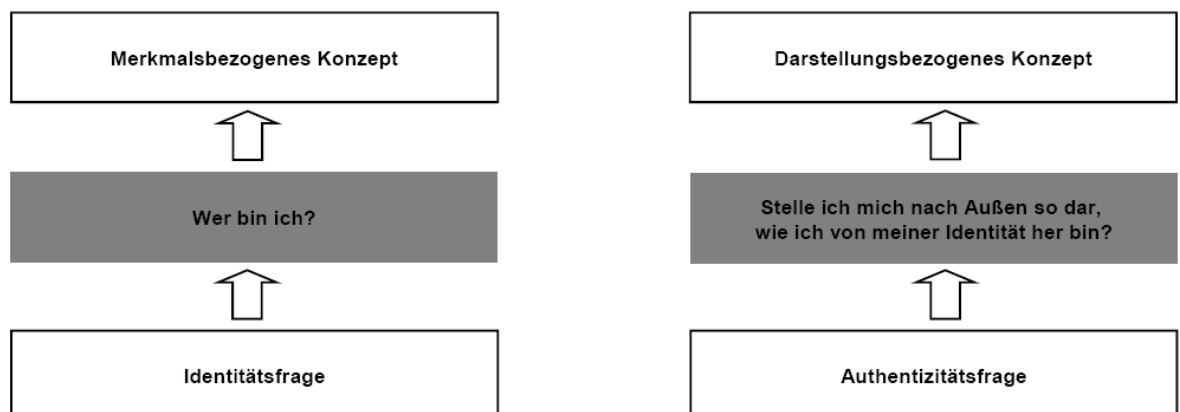 Merkmalsbezogenes Konzept
Darstellungsbezogenes Konzept
Wer bin ich?
Stelle ich mich nach Außen so dar,
wie ich von meiner Identität her bin?
Identitätsfrage
Authentizitätsfrage